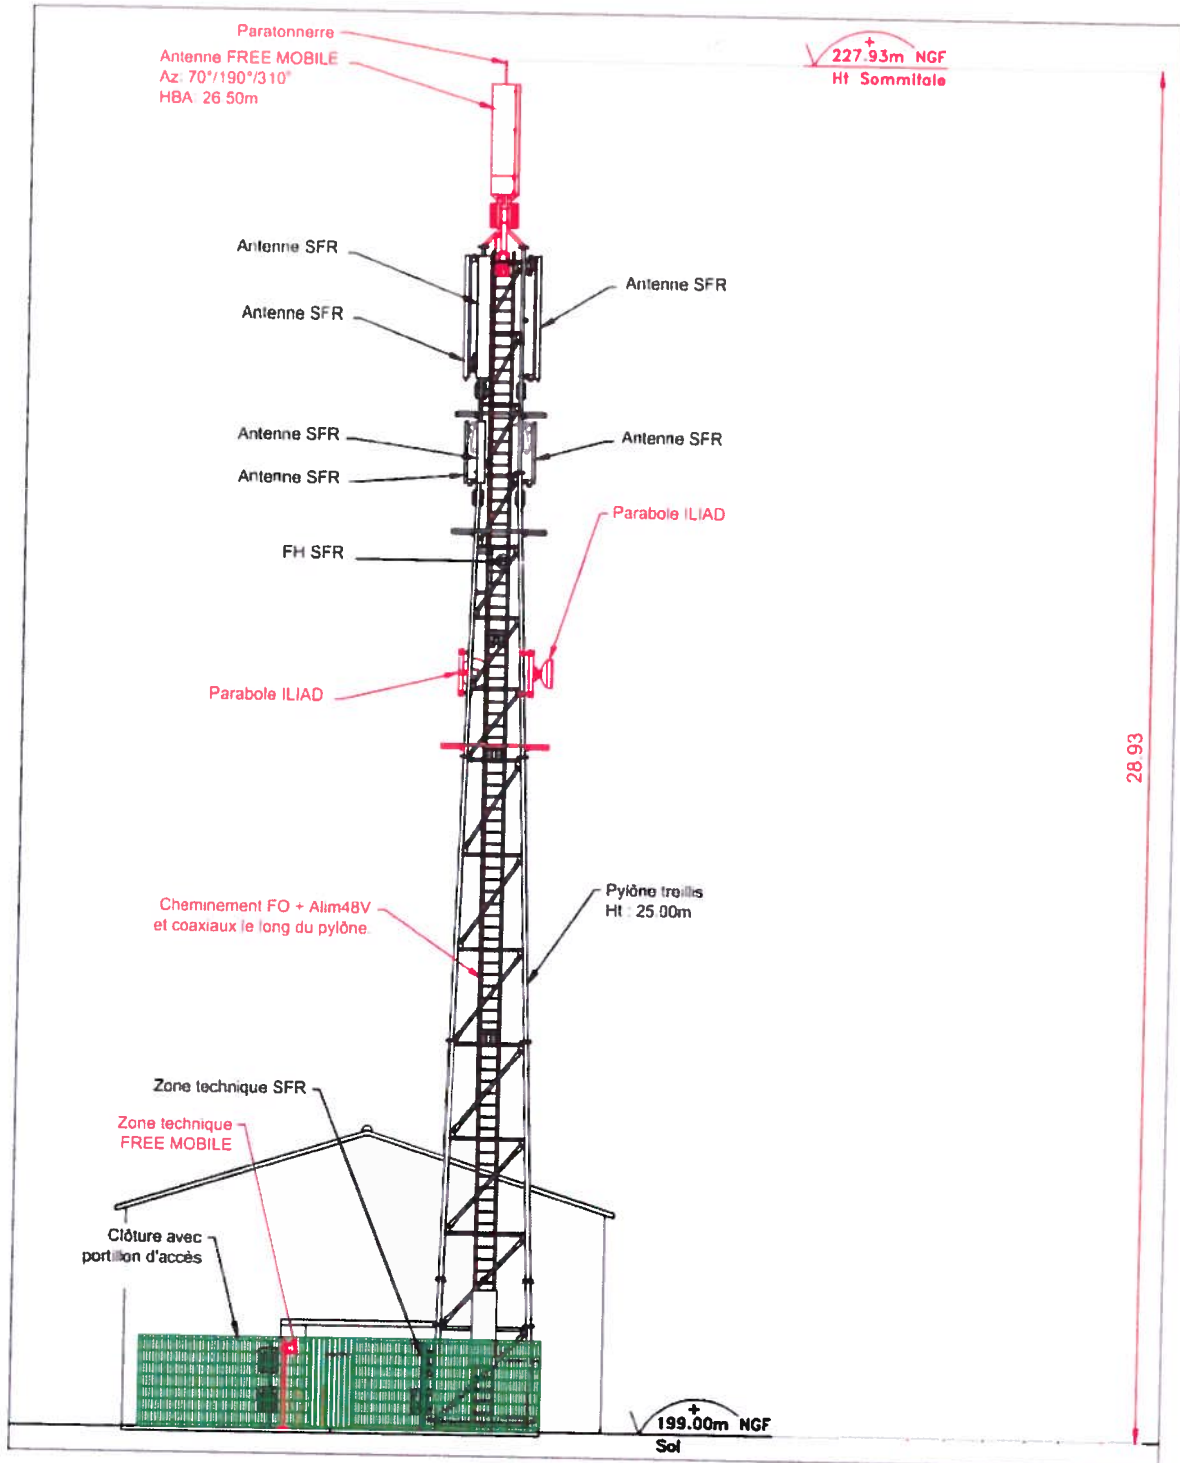 Paratonnerre
Antenne FREE MOBILE
Az: 70°/190°/310°
HBA: 26.50m
227.93m NGF
Ht Sommitale
Antenne SFR
Antenne SFR
Antenne SFR
Antenne SFR
Antenne SFR
Antenne SFR
Parabole ILIAD
FH SFR
Parabole ILIAD
28.93
Pylône treillis
Ht : 25.00m
Cheminement FO + Alim48V
et coaxiaux le long du pylône.
Zone technique SFR
Zone technique
FREE MOBILE
Clôture avec
portillon d'accès
199.00m NGF
Sol